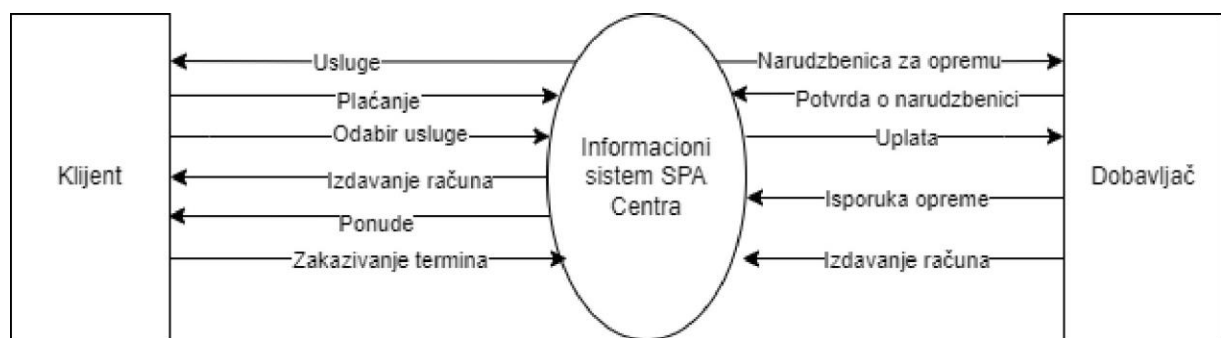 Klijent
Usluge
Plaćanje
Odabir usluge
Izdavanje računa
Ponude
Zakazivanje termina
Informacioni
sistem SPA
Centra
Narudzbenica za opremu
Potvrda o narudzbenici
Uplata
Isporuka opreme
Izdavanje računa
Dobavljač